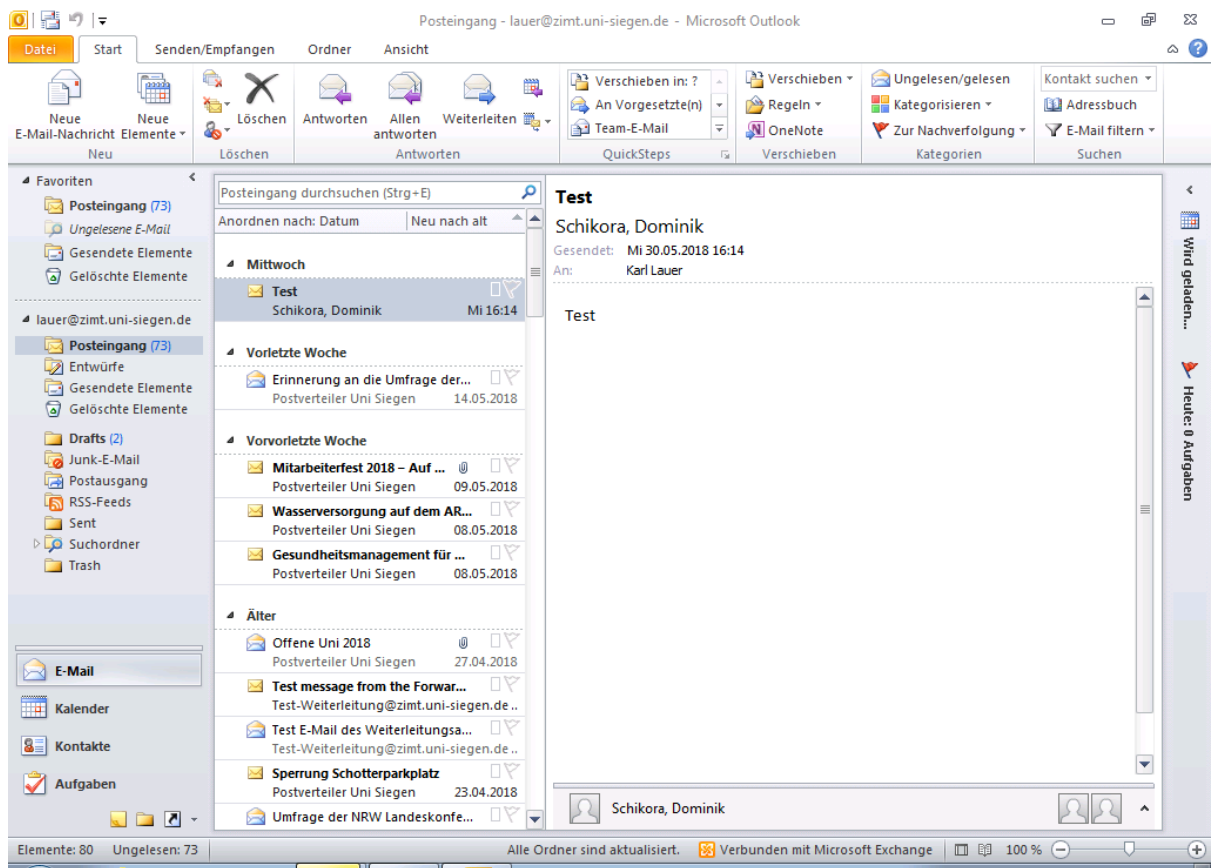 Posteingang - lauer@zimt.uni-siegen.de - Microsoft Outlook
Datei Start Senden/Empfangen Ordner Ansicht
Neue E-Mail-Nachricht
Neue Elemente
Neu
Löschen
Löschen
Antworten
Allen antworten
Weiterleiten
Antworten
Verschieben in: ?
An Vorgesetzte(n)
Team-E-Mail
QuickSteps
Verschieben
Regeln
OneNote
Verschieben
Ungelesen/gelesen
Kategorisieren
Zur Nachverfolgung
Kategorien
Kontakt suchen
Adressbuch
E-Mail filtern
Suchen
Favoriten
Posteingang (73)
Ungelesene E-Mail
Gesendete Elemente
Gelöschte Elemente
lauer@zimt.uni-siegen.de
Posteingang (73)
Entwürfe
Gesendete Elemente
Gelöschte Elemente
Drafts (2)
Junk-E-Mail
Postausgang
RSS-Feeds
Sent
Suchordner
Trash
E-Mail
Kalender
Kontakte
Aufgaben
Posteingang durchsuchen (Strg+E)
Anordnen nach: Datum Neu nach alt
Mittwoch
Test
Schikora, Dominik Mi 16:14
Vorletzte Woche
Erinnerung an die Umfrage der...
Postverteiler Uni Siegen 14.05.2018
Vorvorletzte Woche
Mitarbeiterfest 2018 – Auf ...
Postverteiler Uni Siegen 09.05.2018
Wasserversorgung auf dem AR...
Postverteiler Uni Siegen 08.05.2018
Gesundheitsmanagement für ...
Postverteiler Uni Siegen 08.05.2018
Älter
Offene Uni 2018
Postverteiler Uni Siegen 27.04.2018
Test message from the Forwar...
Test-Weiterleitung@zimt.uni-siegen.de..
Test E-Mail des Weiterleitungsa...
Test-Weiterleitung@zimt.uni-siegen.de..
Sperrung Schotterparkplatz
Postverteiler Uni Siegen 23.04.2018
Umfrage der NRW Landeskonfe...
Test
Schikora, Dominik
Gesendet: Mi 30.05.2018 16:14
An: Karl Lauer
Test
Schikora, Dominik
Wird geladen...
Heute: 0 Aufgaben
Elemente: 80 Ungelesen: 73 Alle Ordner sind aktualisiert. Verbunden mit Microsoft Exchange 100 %